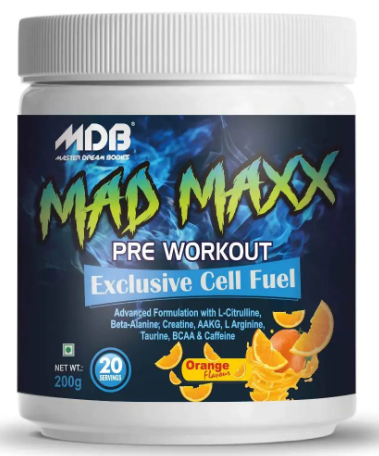 MDB®
MASTER DREAM BODIES
MAD MAXX
PRE WORKOUT
Exclusive Cell Fuel
Advanced Formulation with L-Citrulline,
Beta-Alanine, Creatine, AAKG, L Arginine,
Taurine, BCAA & Caffeine
NET WT.:
200g
20
SERVINGS
Orange
Flavour